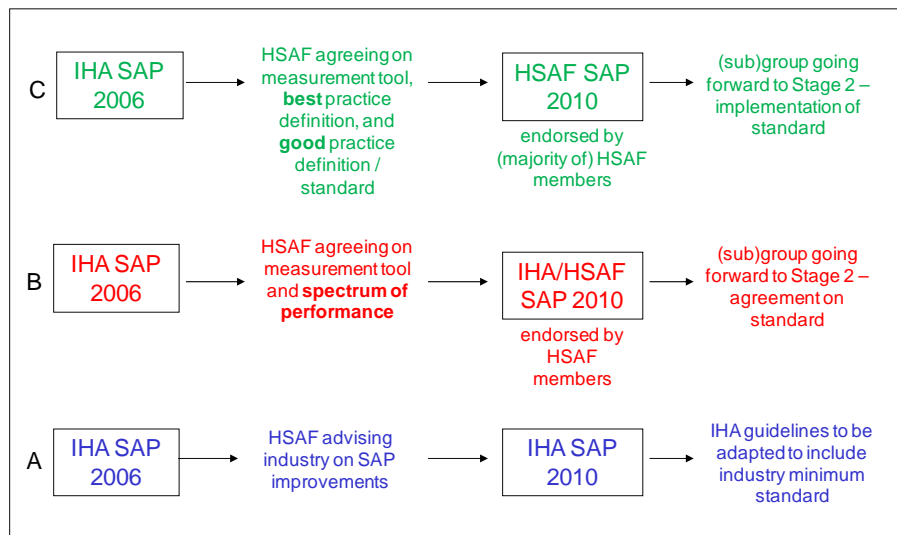 C
IHA SAP
2006
HSAF agreeing on
measurement tool,
best practice
definition, and
good practice
definition /
standard
HSAF SAP
2010
endorsed by
(majority of) HSAF
members
(sub)group going
forward to Stage 2 –
implementation of
standard
B
IHA SAP
2006
HSAF agreeing on
measurement tool
and spectrum of
performance
IHA/HSAF
SAP 2010
endorsed by
HSAF
members
(sub)group going
forward to Stage 2 –
agreement on
standard
A
IHA SAP
2006
HSAF advising
industry on SAP
improvements
IHA SAP
2010
IHA guidelines to be
adapted to include
industry minimum
standard